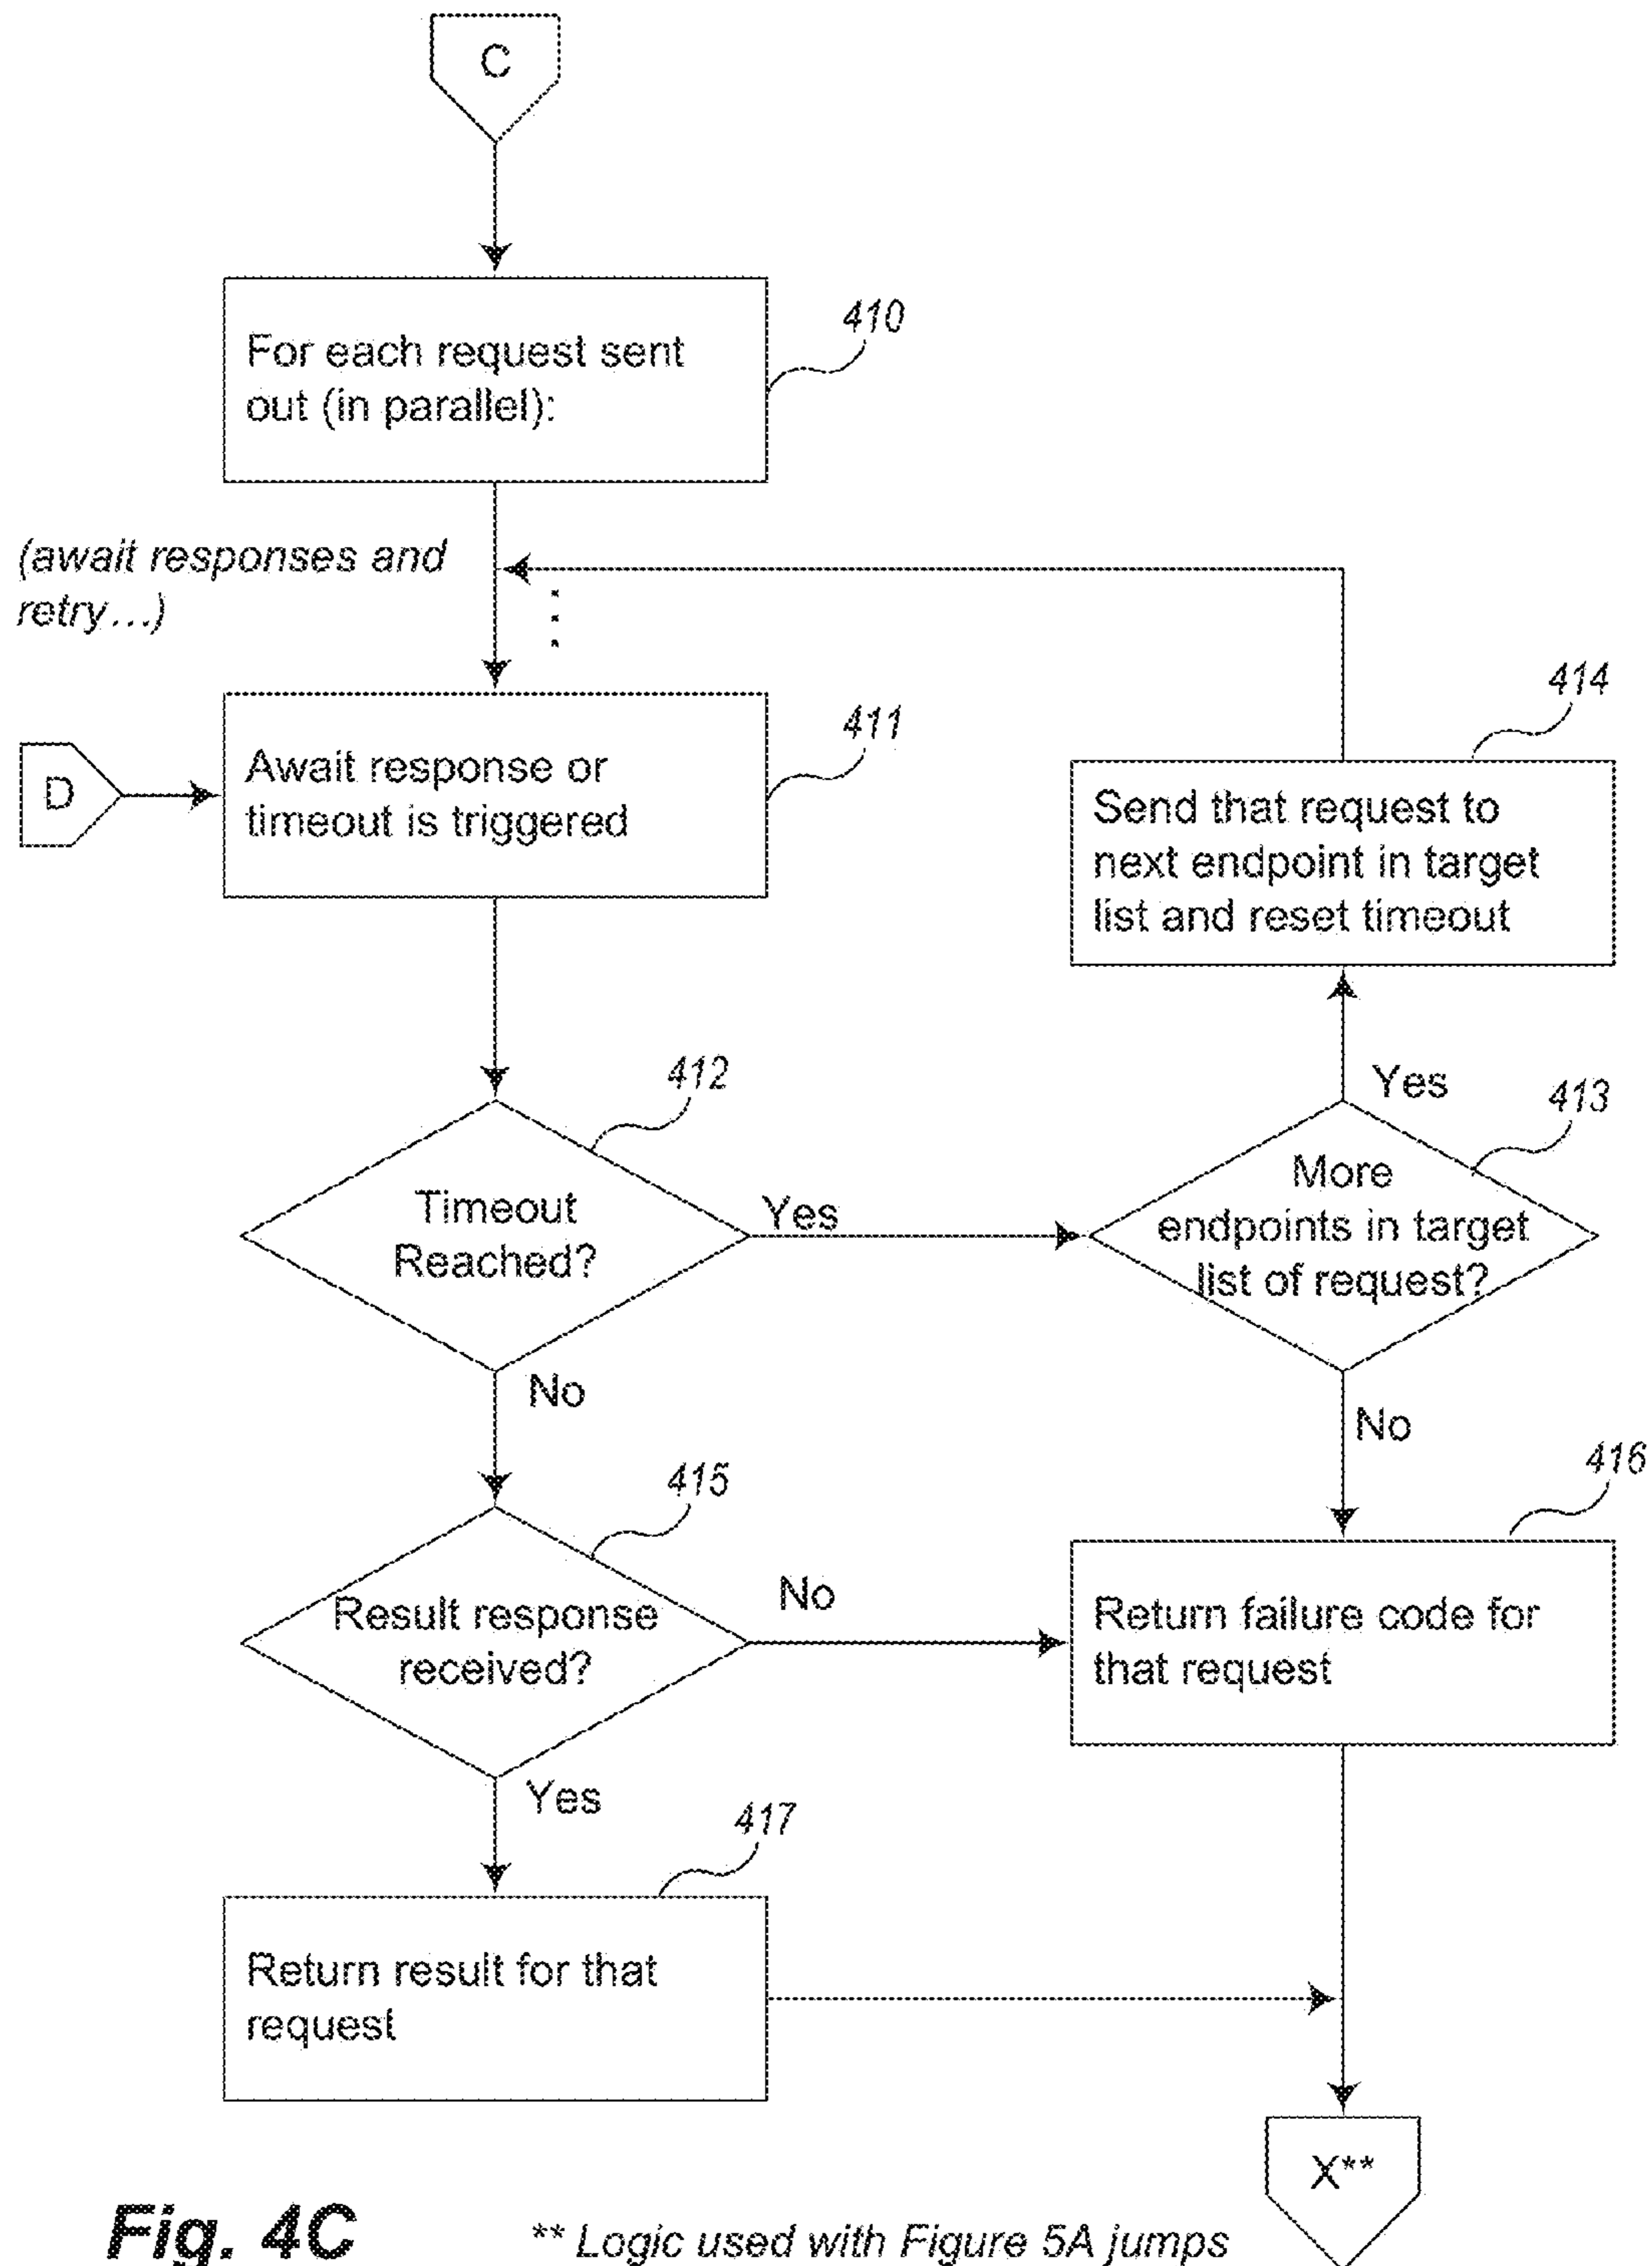 C
For each request sent
out (in parallel):
410
(await responses and
retry...)
Await response or
timeout is triggered
411
D
414
Send that request to
next endpoint in target
list and reset timeout
412
Timeout
Reached?
Yes
Yes
413
More
endpoints in target
list of request?
No
No
415
Result response
received?
No
416
Return failure code for
that request
Yes
417
Return result for that
request
X**
Fig. 4C
** Logic used with Figure 5A jumps